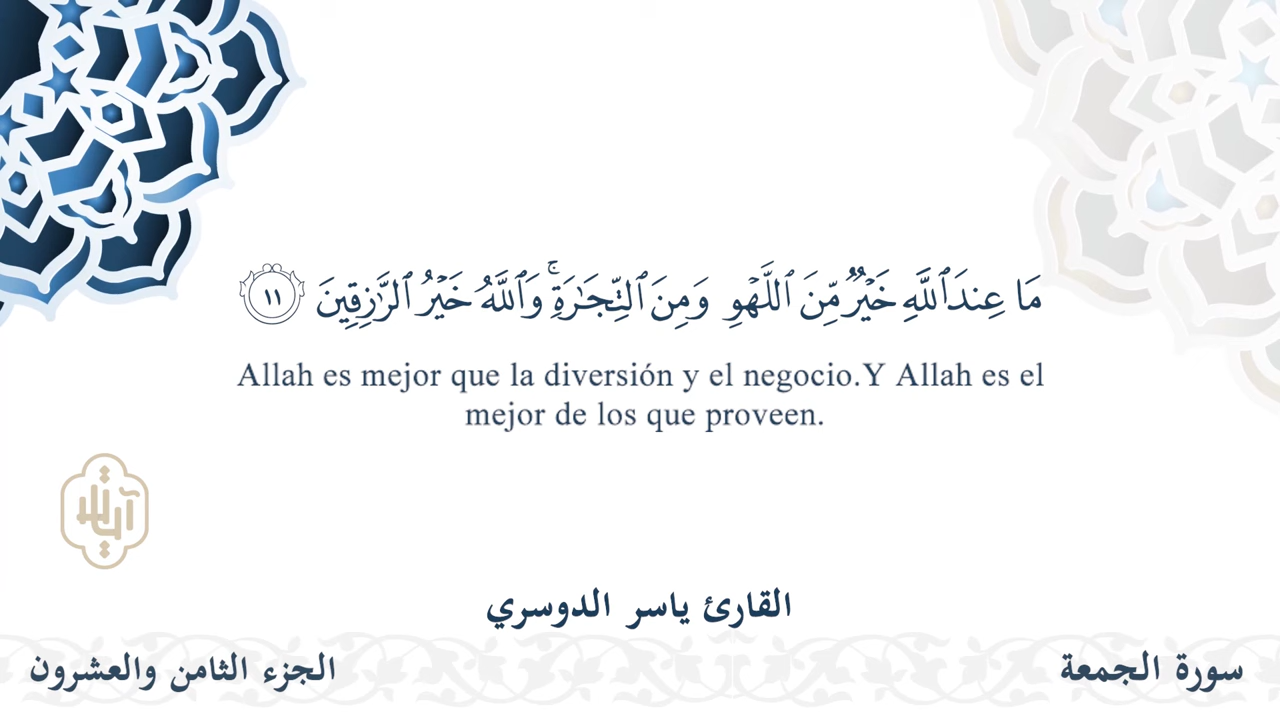 مَا عِندَ ٱللَّهِ خَيْرٌ مِّنَ ٱللَّهْوِ وَمِنَ ٱلتِّجَـٰرَةِ ۚ وَٱللَّهُ خَيْرُ ٱلرَّٰزِقِينَ ١١
Allah es mejor que la diversión y el negocio.Y Allah es el
mejor de los que proveen.
القارئ ياسر الدوسري
سورة الجمعة
الجزء الثامن والعشرون